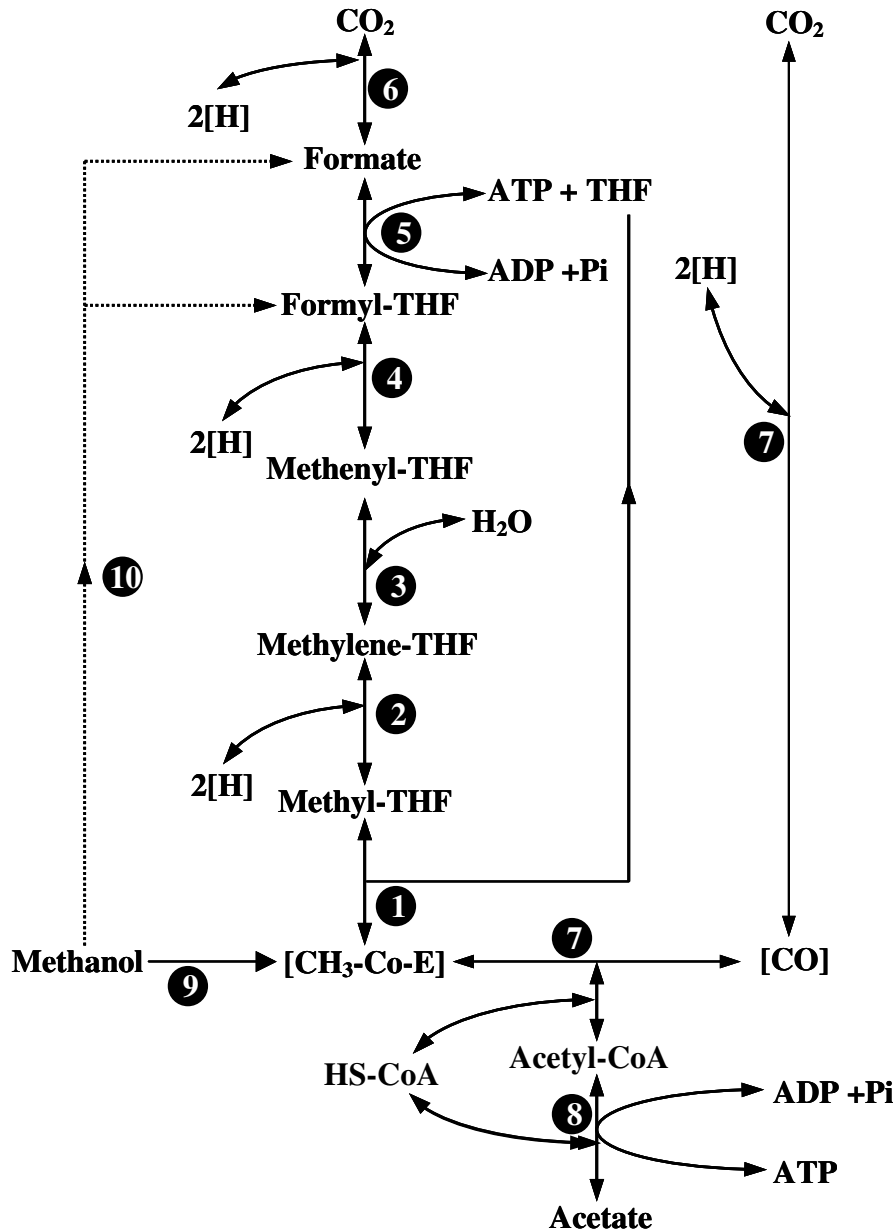 CO₂
CO₂
6
2[H]
Formate
ATP + THF
5
ADP +Pi
2[H]
Formyl-THF
4
2[H]
7
Methenyl-THF
H₂O
10
3
Methylene-THF
2
2[H]
Methyl-THF
1
7
Methanol
[CH₃-Co-E]
[CO]
9
Acetyl-CoA
HS-CoA
ADP +Pi
8
ATP
Acetate